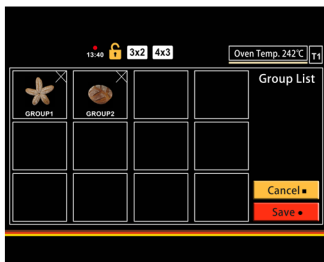 13:40 3x2 4x3 Oven Temp. 242℃ T1
Group List
GROUP1 GROUP2
Cancel
Save